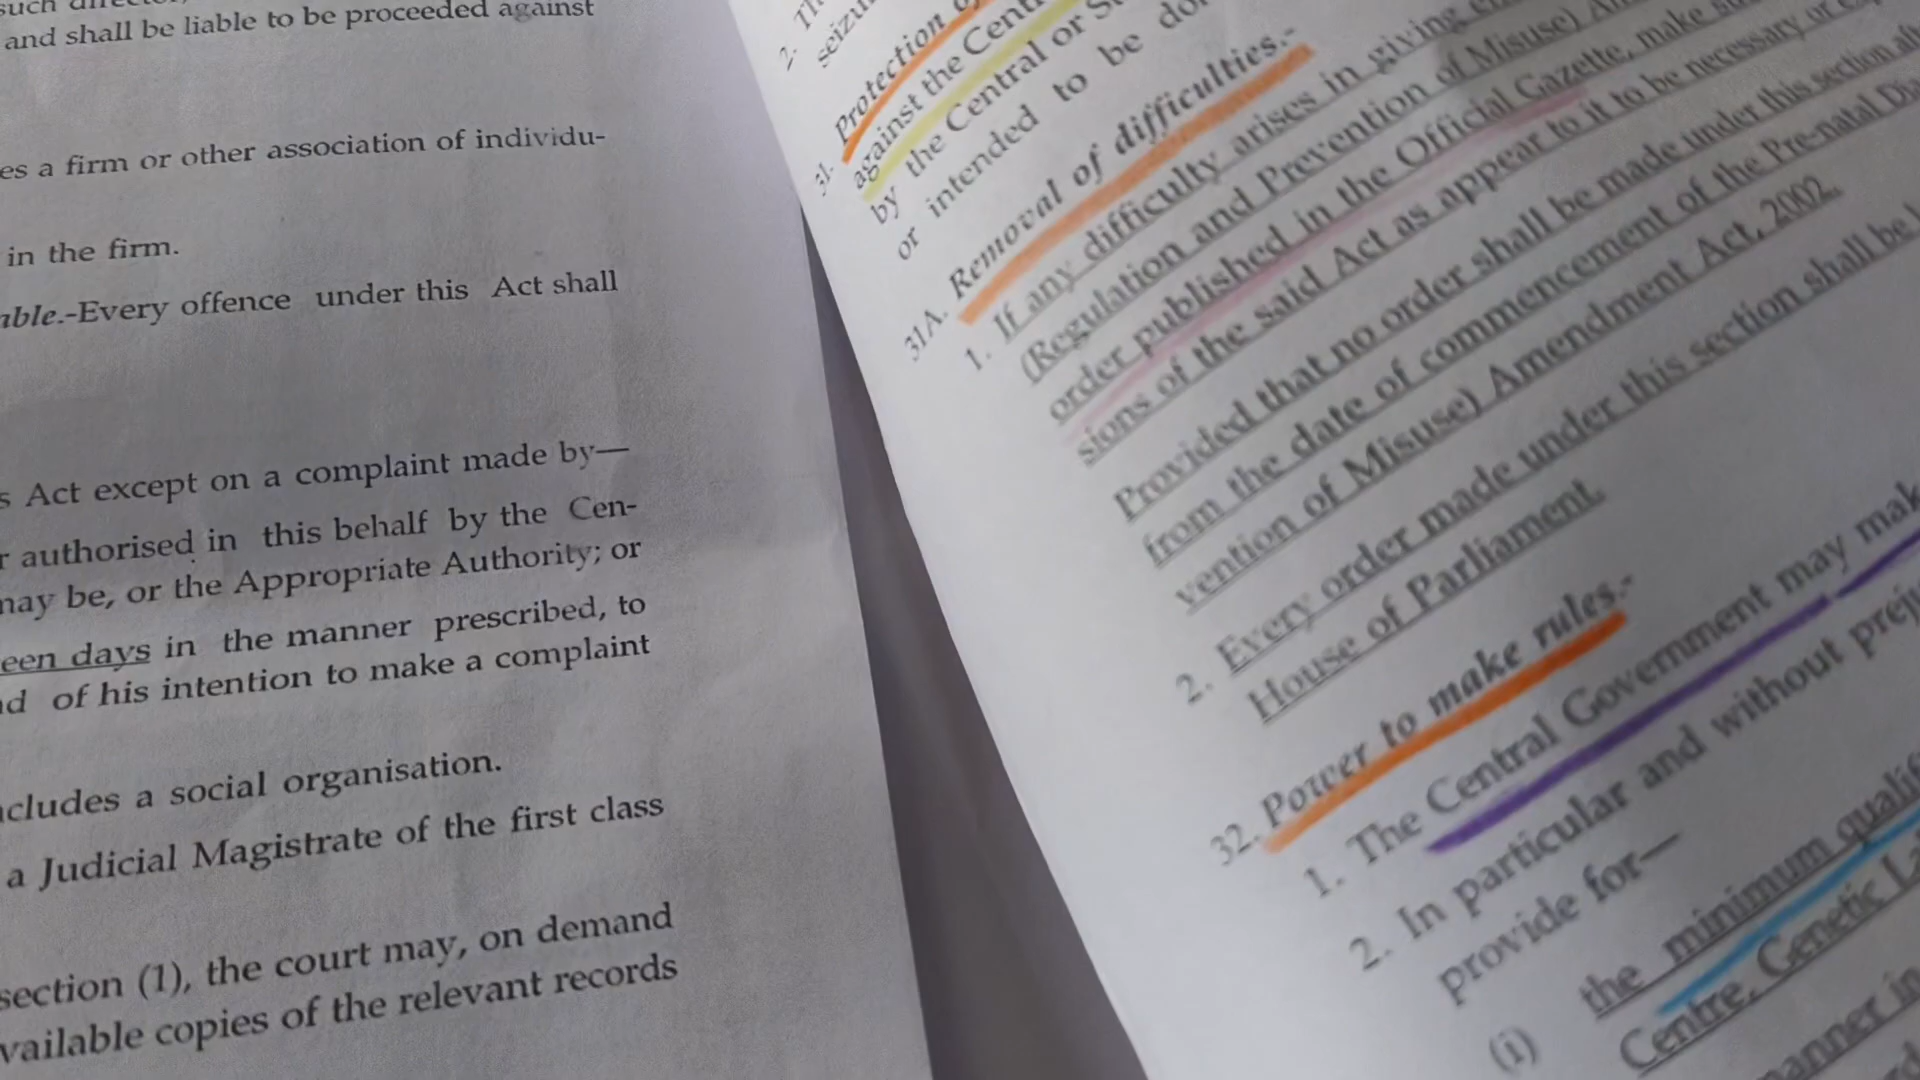 and shall be liable to be proceeded against
es a firm or other association of individu-
in the firm.
able.-Every offence under this Act shall
s Act except on a complaint made by—
r authorised in this behalf by the Cen-
may be, or the Appropriate Authority; or
een days in the manner prescribed, to
nd of his intention to make a complaint
ncludes a social organisation.
a Judicial Magistrate of the first class
section (1), the court may, on demand
vailable copies of the relevant records
2. Th
seizu
31. Protection
against the Cent
by the Central or S
or intended to be do
31A. Removal of difficulties.-
1. If any difficulty arises in giving
(Regulation and Prevention of Misuse)
order published in the Official Gazette, make
sions of the said Act as appear to it to be necessary or
Provided that no order shall be made under this section
from the date of commencement of the Pre-natal
vention of Misuse) Amendment Act, 2002.
2. Every order made under this section shall be
House of Parliament.
32. Power to make rules.-
1. The Central Government may mak
2. In particular and without prej
provide for—
(i) the minimum qualif
Centre, Genetic
manner in